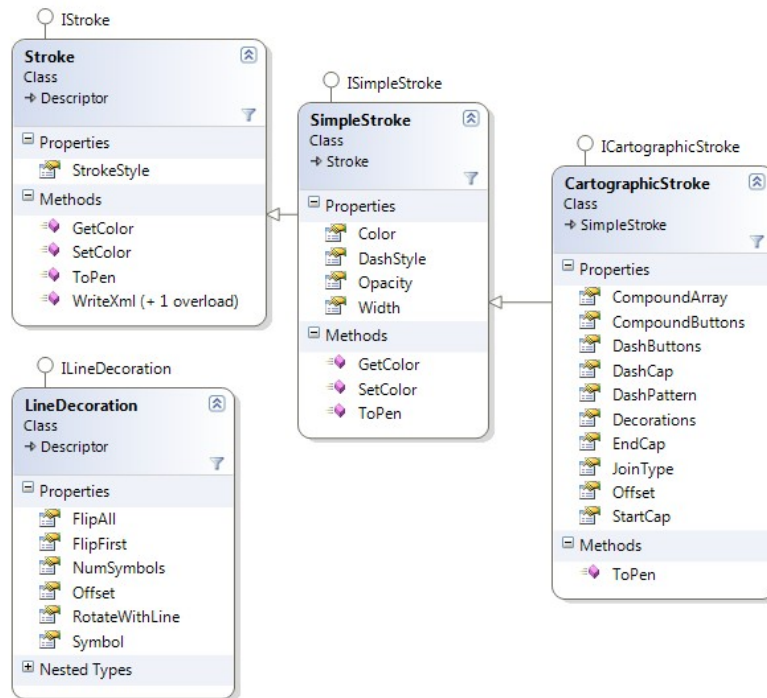 IStroke
Stroke
Class
Descriptor
Properties
StrokeStyle
Methods
GetColor
SetColor
ToPen
WriteXml (+ 1 overload)
ISimpleStroke
SimpleStroke
Class
Stroke
Properties
Color
DashStyle
Opacity
Width
Methods
GetColor
SetColor
ToPen
ICartographicStroke
CartographicStroke
Class
SimpleStroke
Properties
CompoundArray
CompoundButtons
DashButtons
DashCap
DashPattern
Decorations
EndCap
JoinType
Offset
StartCap
Methods
ToPen
ILineDecoration
LineDecoration
Class
Descriptor
Properties
FlipAll
FlipFirst
NumSymbols
Offset
RotateWithLine
Symbol
Nested Types